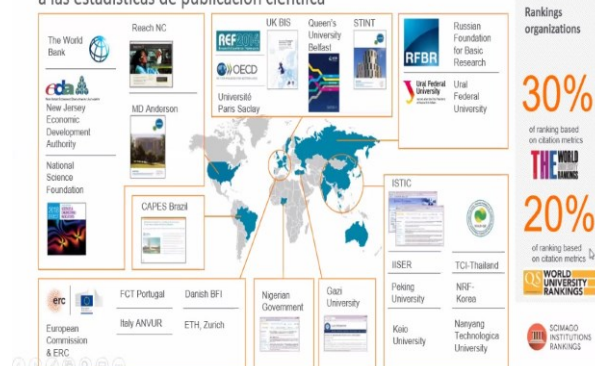 a las estadísticas de publicación científica
The World
Bank
eda
New Jersey
Economic
Development
Authority
National
Science
Foundation
Reach NC
MD Anderson
CAPES Brazil
REF2014
OECD
Université
Paris Saclay
UK BIS
Queen's
University
Belfast
STINT
RFBR
Russian
Foundation
for Basic
Research
Ural Federal
University
Ural
Federal
University
erc
European
Commission
& ERC
FCT Portugal
Italy ANVUR
Danish BFI
ETH, Zurich
Nigerian
Government
Gazi
University
ISTIC
IISER
TCI-Thailand
Peking
University
NRF-
Korea
Keio
University
Nanyang
Technologica
University
Rankings
organizations
30%
of ranking based
on citation metrics
THE WORLD
UNIVERSITY
RANKINGS
20%
of ranking based
on citation metrics
QS WORLD
UNIVERSITY
RANKINGS
SCIMAGO
INSTITUTIONS
RANKINGS